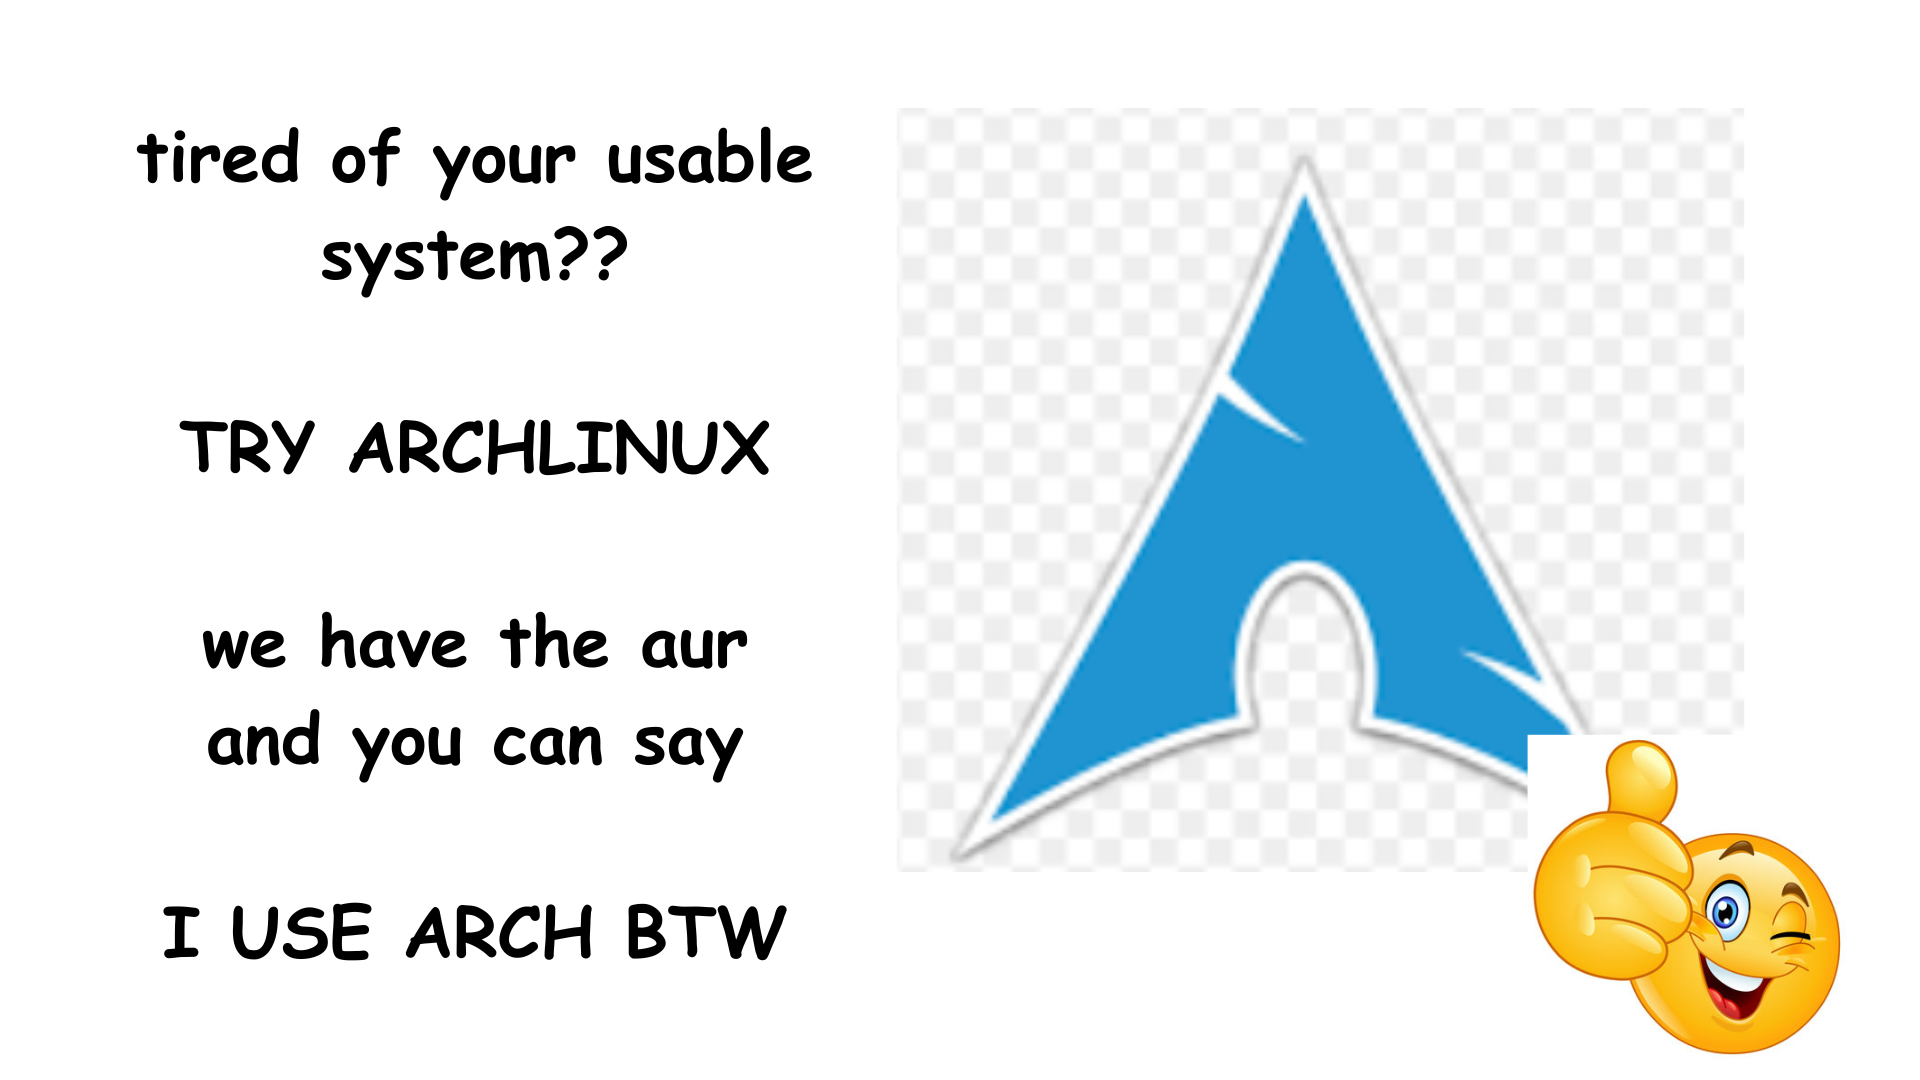 tired of your usable
system??
TRY ARCHLINUX
we have the aur
and you can say
I USE ARCH BTW